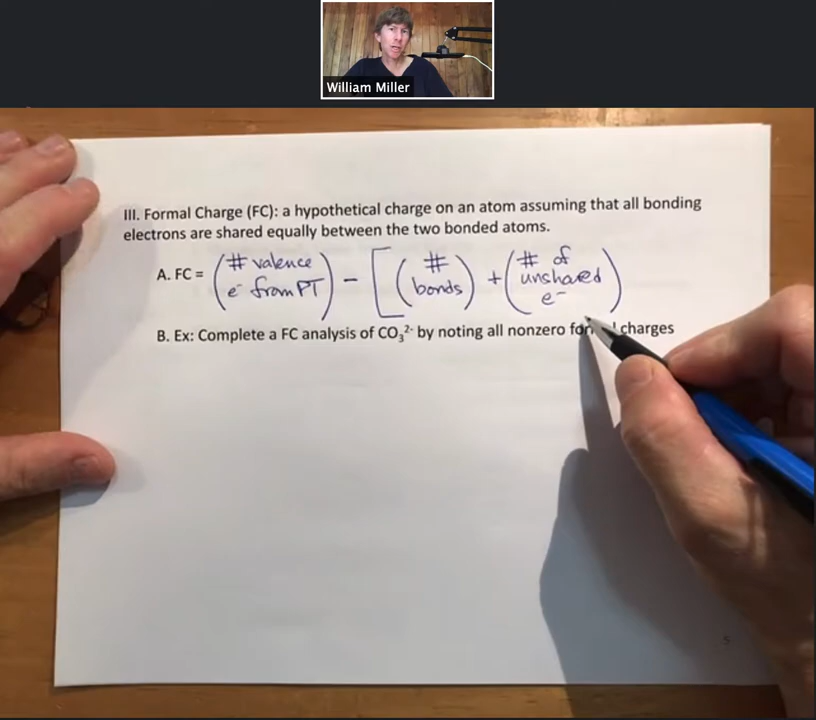 William Miller
III. Formal Charge (FC): a hypothetical charge on an atom assuming that all bonding
electrons are shared equally between the two bonded atoms.
A. FC = (# valence e⁻ from PT) - [(# bonds) + (# of unshared e⁻)
B. Ex: Complete a FC analysis of CO₃²⁻ by noting all nonzero charges
5